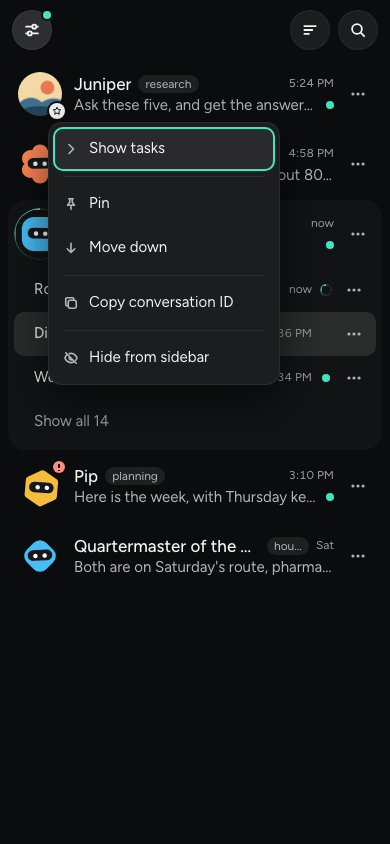 Juniper research 5:24 PM
Ask these five, and get the answer...
4:58 PM
out 80...
Show tasks
Pin
now
Move down
now
Copy conversation ID
Hide from sidebar
Show all 14
Pip planning 3:10 PM
Here is the week, with Thursday ke...
Quartermaster of the ... hou... Sat
Both are on Saturday's route, pharma...